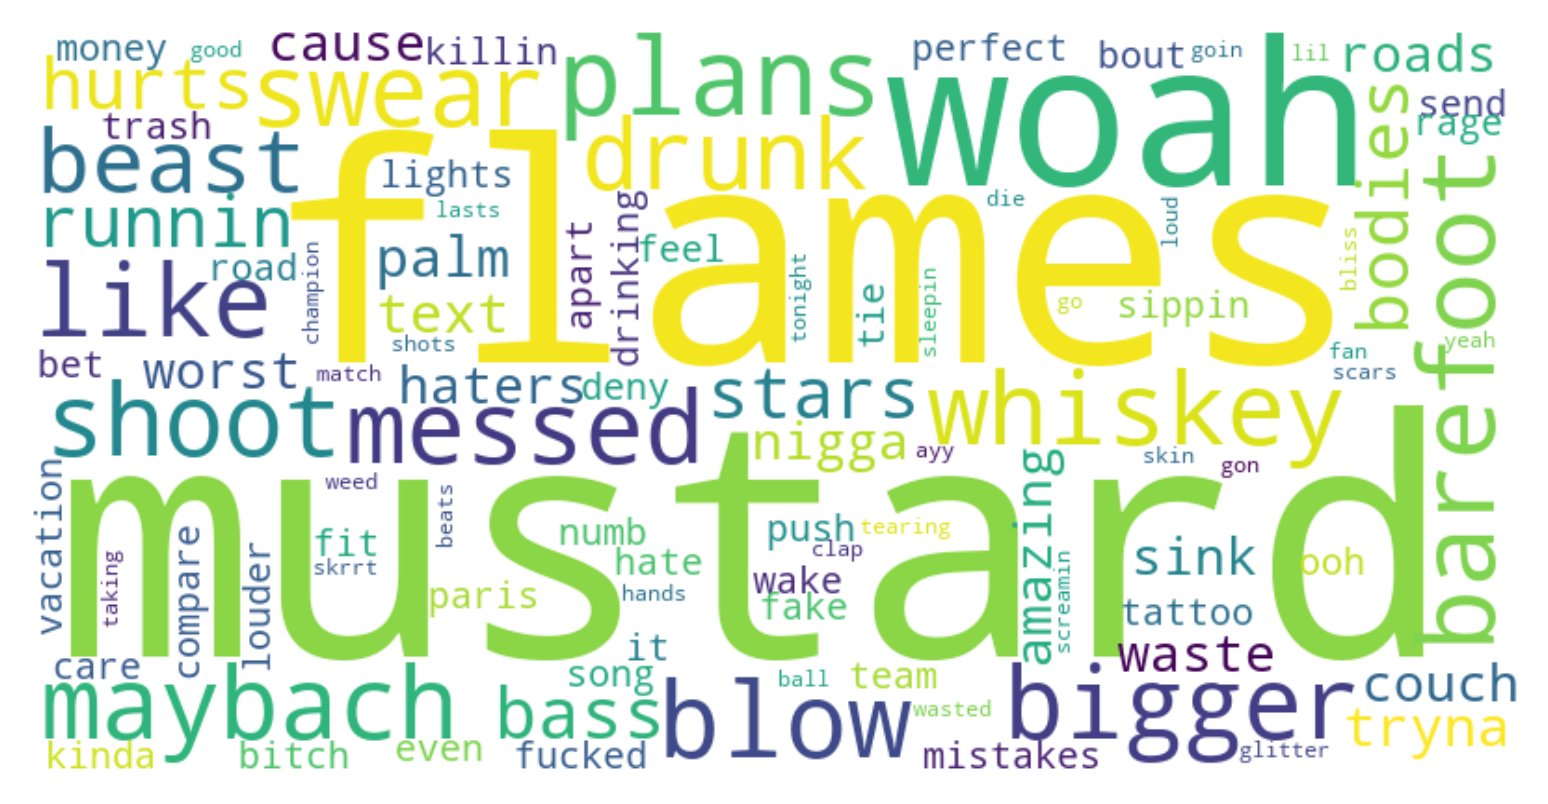 money good cause killin plans perfect bout goin lil roads
hurts swear woah send
trash drunk bodies rage
beast flames lights
runnin lasts die loud barefoot
like road champion palm apart drinking feel tonight tie sleepin bliss
text go sippin
shots fan yeah
bet worst match haters deny stars whiskey scars
shoot messed nigga ayy skin gon
vacation mustard weed beats amazing
numb push tearing
taking compare louder fit skrrt hate clap wake screamin sink ooh
paris hands fake tattoo
it waste
care song ball team couch
maybach bass blow wasted bigger tryna
kinda bitch even fucked mistakes glitter